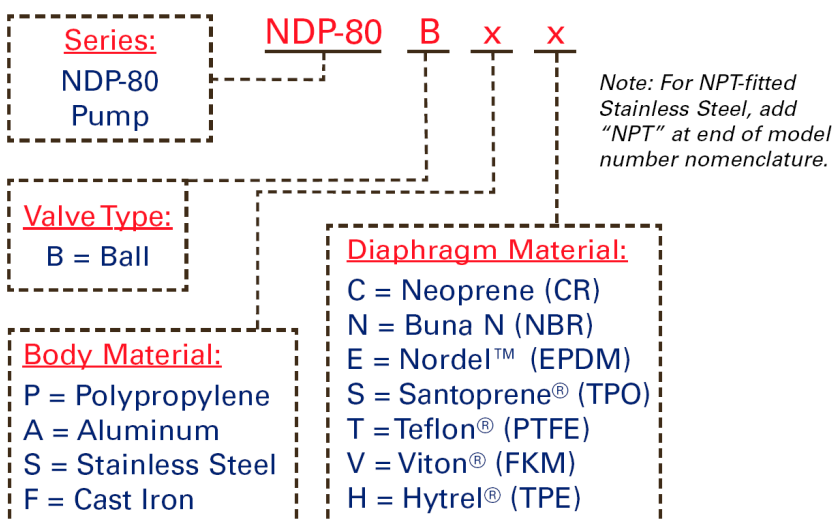 NDP-80 B x x
Series:
NDP-80
Pump
Note: For NPT-fitted
Stainless Steel, add
“NPT” at end of model
number nomenclature.
Valve Type:
B = Ball
Body Material:
P = Polypropylene
A = Aluminum
S = Stainless Steel
F = Cast Iron
Diaphragm Material:
C = Neoprene (CR)
N = Buna N (NBR)
E = Nordel™ (EPDM)
S = Santoprene® (TPO)
T = Teflon® (PTFE)
V = Viton® (FKM)
H = Hytrel® (TPE)